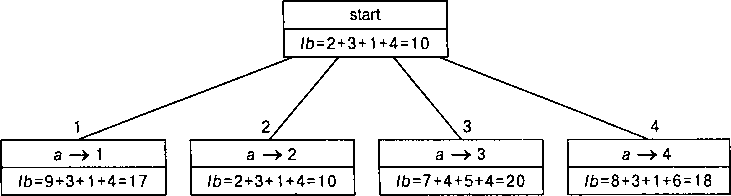 start
lb=2+3+1+4=10
1 2 3 4
a → 1 a → 2 a → 3 a → 4
lb=9+3+1+4=17 lb=2+3+1+4=10 lb=7+4+5+4=20 lb=8+3+1+6=18